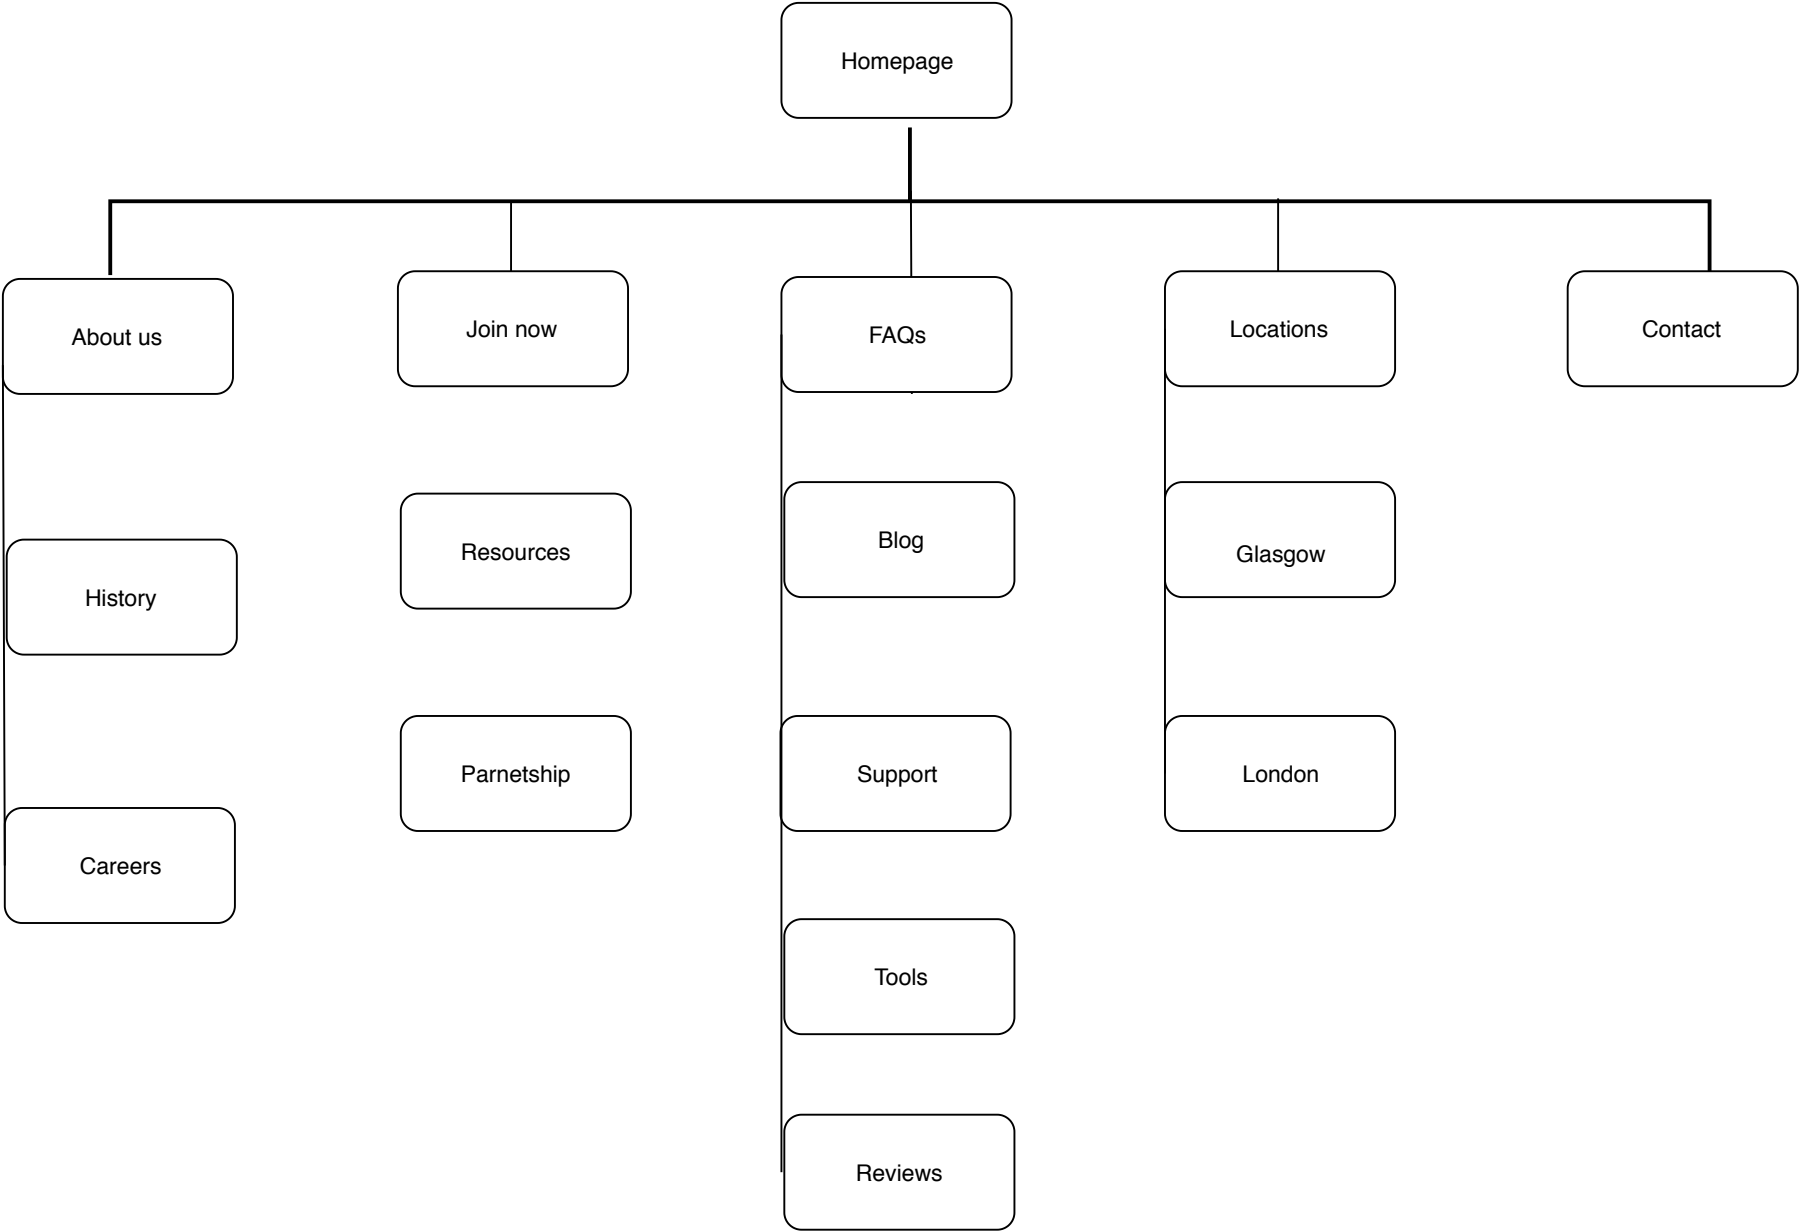 Homepage
About us
Join now
FAQs
Locations
Contact
History
Resources
Blog
Glasgow
Careers
Parnetship
Support
London
Tools
Reviews